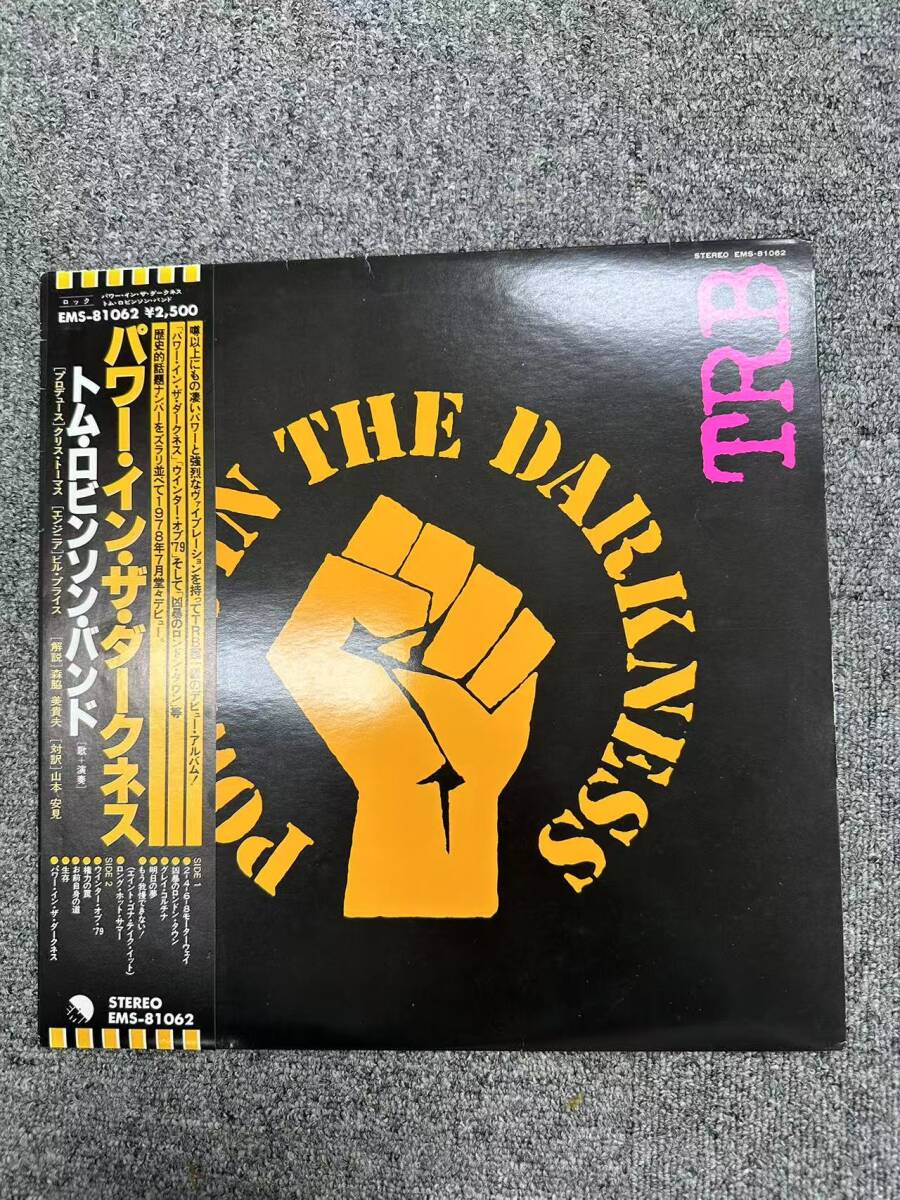 STEREO EMS-81062
TRB
POW IN THE DARKNESS
ロック
パワー・イン・ザ・ダークネス
トム・ロビンソン・バンド
EMS-81062 ¥2,500
噂以上にもの凄いパワーと強烈なヴァイブレーションを持ってTRB デビュー・アルバム!
「パワー・イン・ザ・ダークネス」「ウインター・オブ'79」そして「凶暴のロンドン・タウン」等
歴史的話題ナンバーをズラリ並べて1978年7月堂々デビュー。
パワー・イン・ザ・ダークネス
トム・ロビンソン・バンド
[歌+演奏]
[プロデュース]クリス・トーマス [エンジニア]ビル・プライス [解説]森脇美貴夫 [対訳]山本安見
SIDE 1
●2-4-6-8モーターウェイ
●凶暴のロンドン・タウン
●グレイ・コルチナ
●明日の夢
●もう我慢できない!
(エイント・ゴナ・テイク・イット)
●ロング・ホット・サマー
SIDE 2
●ウインター・オブ'79
●権力の罠
●お前自身の道
●生存
●パワー・イン・ザ・ダークネス
STEREO
EMS-81062